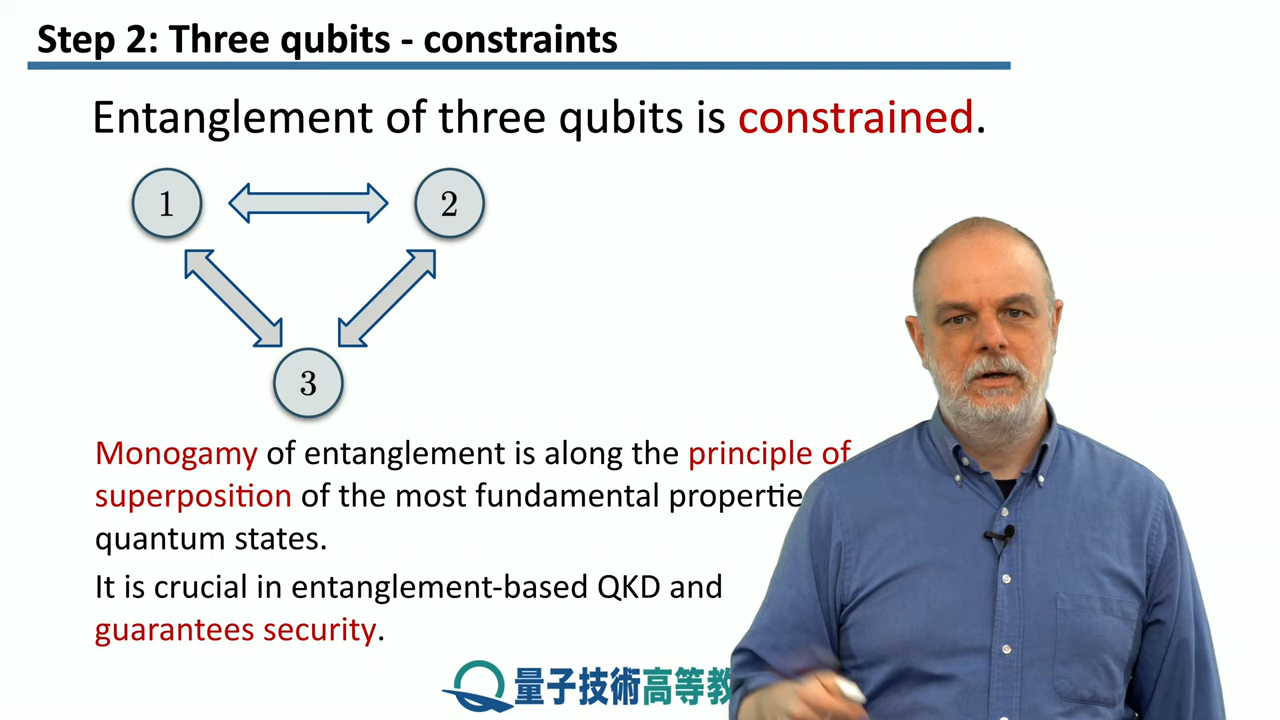 Step 2: Three qubits - constraints
Entanglement of three qubits is constrained.
1
2
3
Monogamy of entanglement is along the principle of
superposition of the most fundamental
quantum states.
It is crucial in entanglement-based QKD and
guarantees security.
量子技術高等教